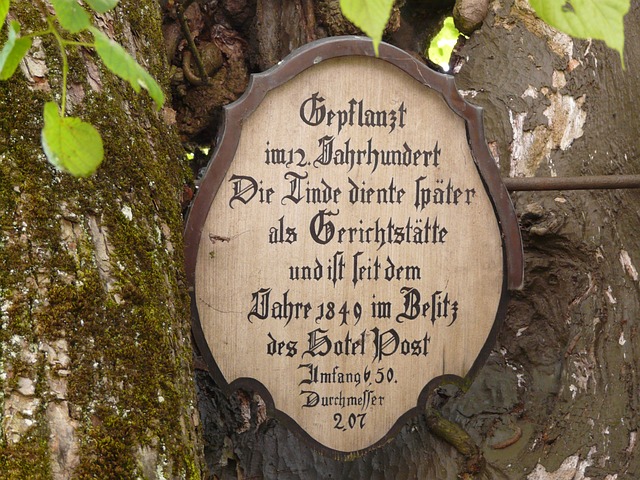 Gepflanzt
im 12. Jahrhundert
Die Linde diente später
als Gerichtstätte
und ist seit dem
Jahre 1849 im Besitz
des Hotel Post
Umfang 6,50.
Durchmesser
2,07